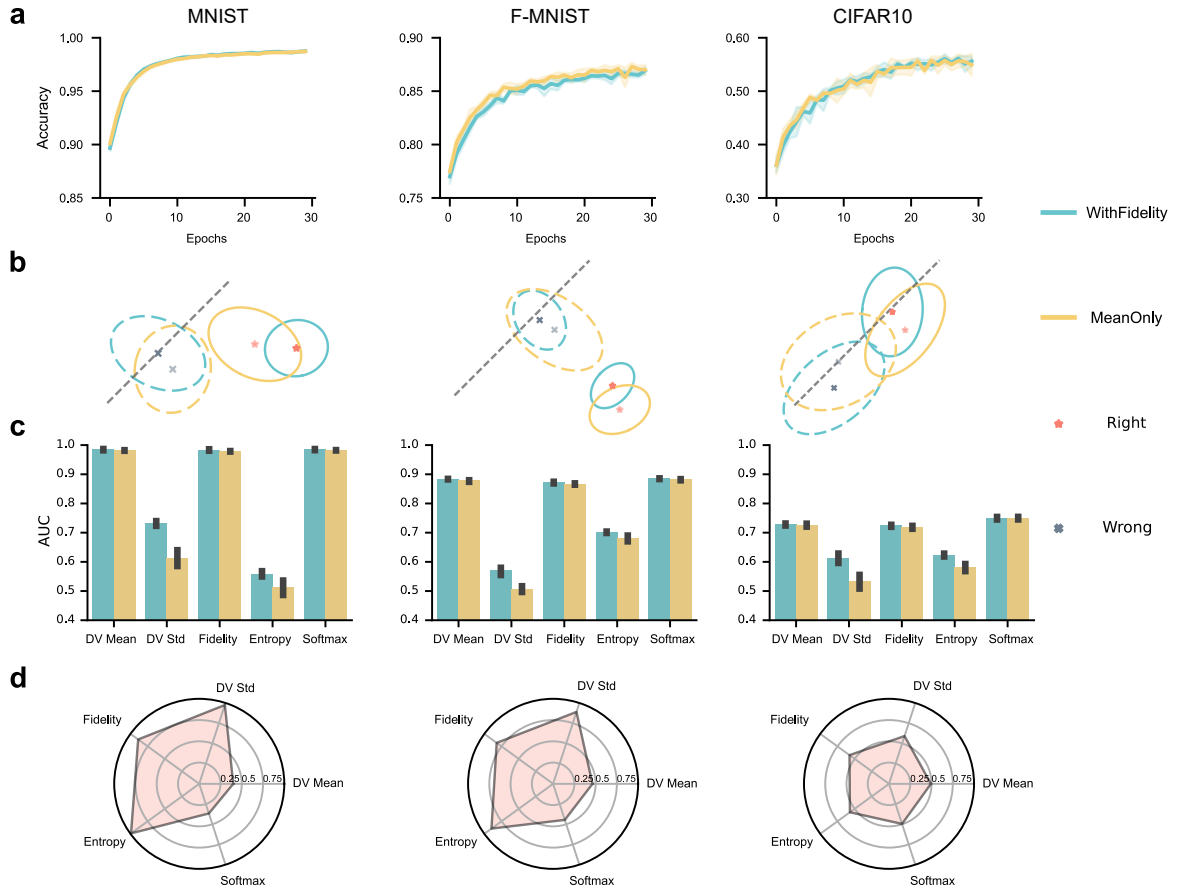 a
MNIST
F-MNIST
CIFAR10
1.00
0.95
0.90
0.85
Accuracy
0 10 20 30
Epochs
0.90
0.85
0.80
0.75
0 10 20 30
Epochs
0.60
0.50
0.40
0.30
0 10 20 30
Epochs
WithFidelity
MeanOnly
Right
Wrong
b
c
1.0
0.9
0.8
0.7
0.6
0.5
0.4
AUC
DV Mean DV Std Fidelity Entropy Softmax
1.0
0.9
0.8
0.7
0.6
0.5
0.4
DV Mean DV Std Fidelity Entropy Softmax
1.0
0.9
0.8
0.7
0.6
0.5
0.4
DV Mean DV Std Fidelity Entropy Softmax
d
DV Std
Fidelity
0.25 0.5 0.75
DV Mean
Entropy
Softmax
DV Std
Fidelity
0.25 0.5 0.75
DV Mean
Entropy
Softmax
DV Std
Fidelity
0.25 0.5 0.75
DV Mean
Entropy
Softmax